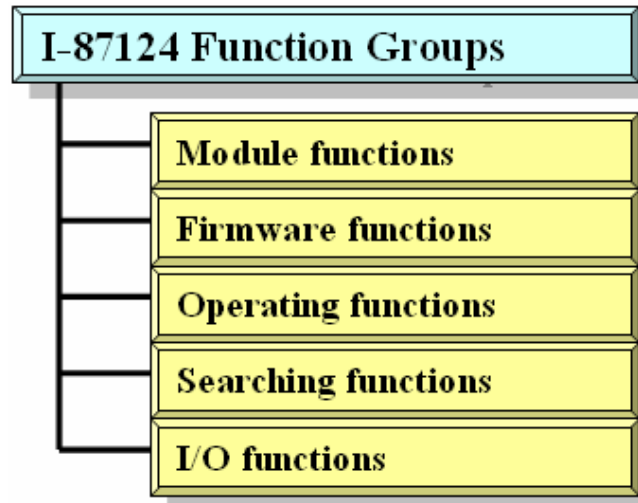 I-87124 Function Groups
Module functions
Firmware functions
Operating functions
Searching functions
I/O functions